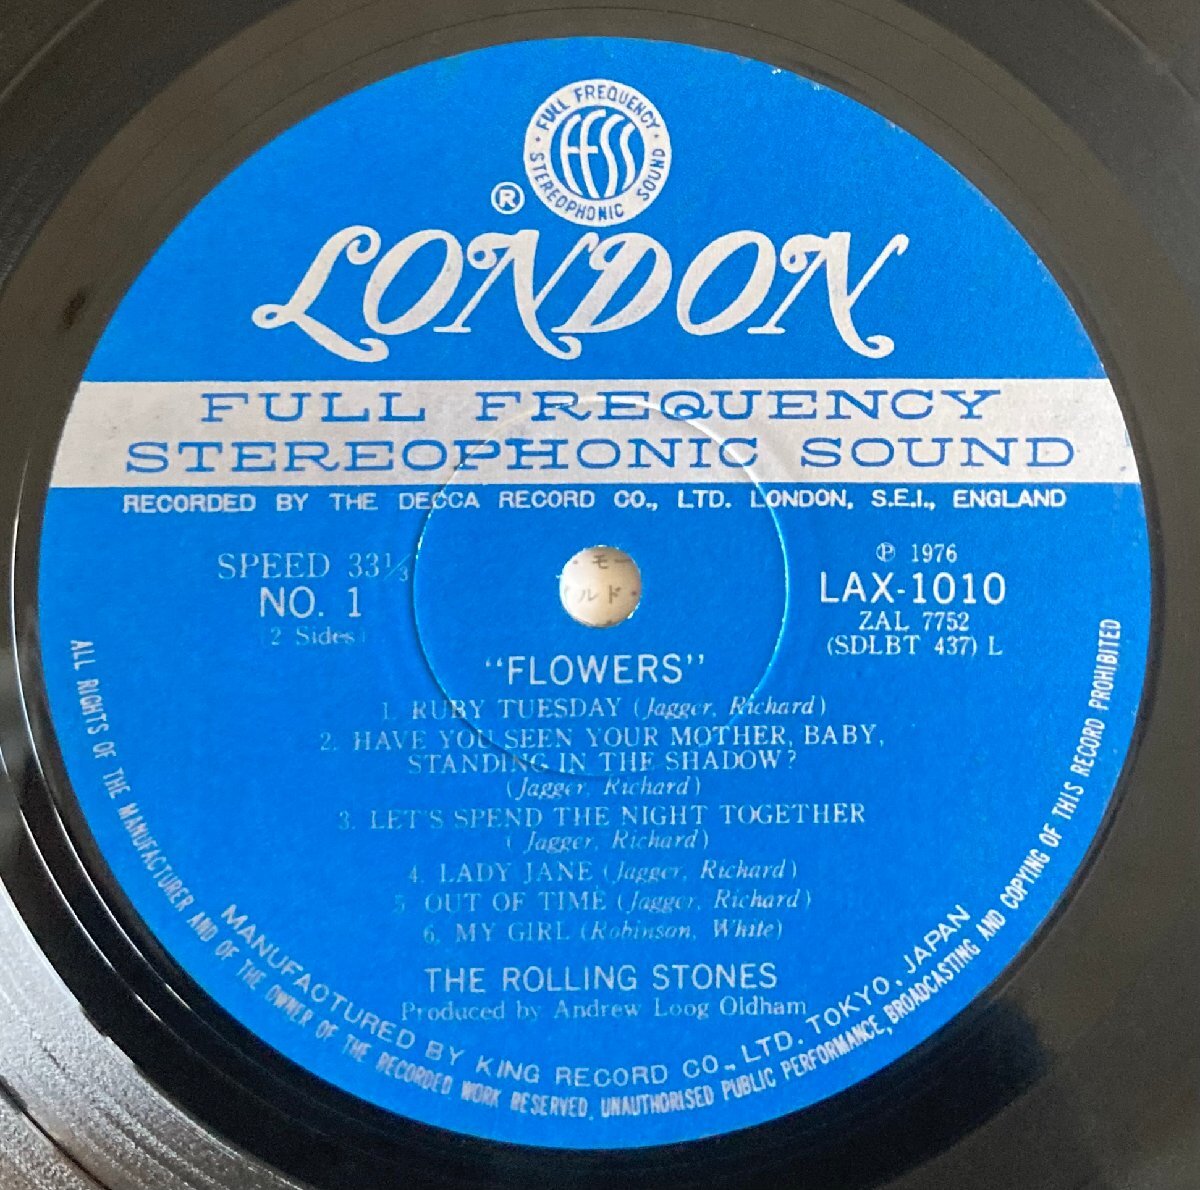 · FULL FREQUENCY ·
STEREOPHONIC SOUND
FFSS
®
LONDON
FULL FREQUENCY
STEREOPHONIC SOUND
RECORDED BY THE DECCA RECORD CO., LTD. LONDON, S.E.I., ENGLAND
SPEED 33⅓
NO. 1
(2 Sides)
・モー
ルド・
℗ 1976
LAX-1010
ZAL 7752
(SDLBT 437) L
"FLOWERS"
1. RUBY TUESDAY (Jagger, Richard)
2. HAVE YOU SEEN YOUR MOTHER, BABY,
STANDING IN THE SHADOW?
(Jagger, Richard)
3. LET'S SPEND THE NIGHT TOGETHER
(Jagger, Richard)
4. LADY JANE (Jagger, Richard)
5. OUT OF TIME (Jagger, Richard)
6. MY GIRL (Robinson, White)
THE ROLLING STONES
Produced by Andrew Loog Oldham
MANUFACTURED BY KING RECORD CO., LTD. TOKYO, JAPAN
ALL RIGHTS OF THE MANUFACTURER AND OF THE OWNER OF THE RECORDED WORK RESERVED. UNAUTHORISED PUBLIC PERFORMANCE, BROADCASTING AND COPYING OF THIS RECORD PROHIBITED